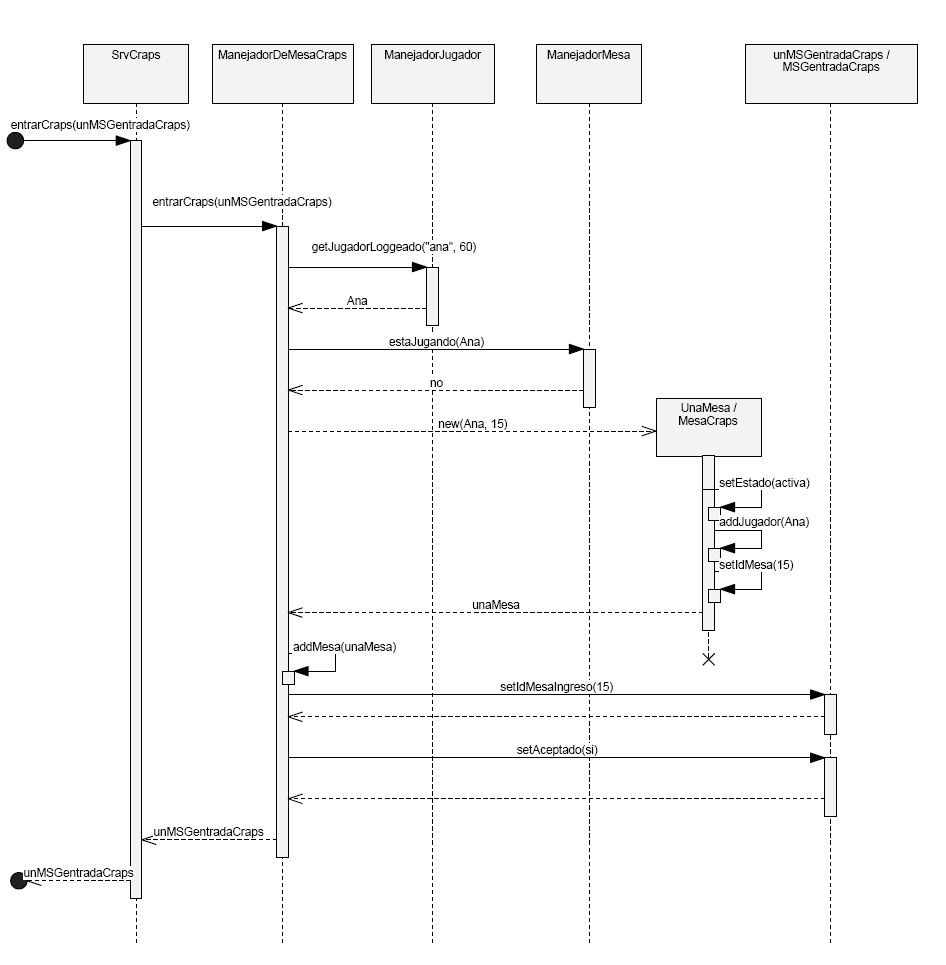 SrvCraps
ManejadorDeMesaCraps
ManejadorJugador
ManejadorMesa
unMSGentradaCraps /
MSGentradaCraps
entrarCraps(unMSGentradaCraps)
entrarCraps(unMSGentradaCraps)
getJugadorLoggeado("ana", 60)
Ana
estaJugando(Ana)
no
UnaMesa /
MesaCraps
new(Ana, 15)
setEstado(activa)
addJugador(Ana)
setIdMesa(15)
unaMesa
addMesa(unaMesa)
setIdMesaIngreso(15)
setAceptado(si)
unMSGentradaCraps
unMSGentradaCraps